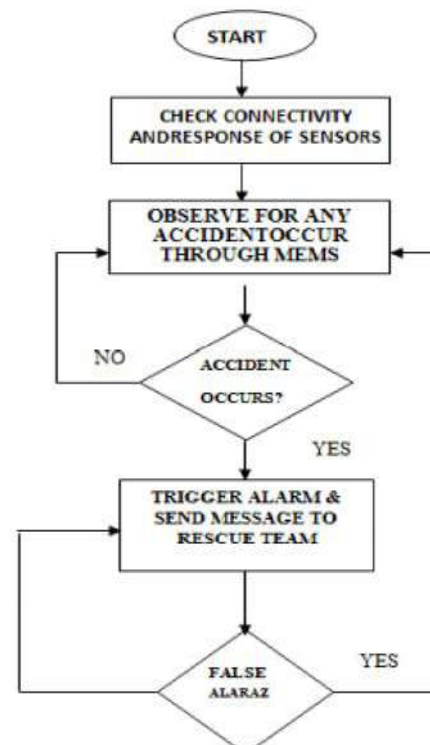 START
CHECK CONNECTIVITY
ANDRESPONSE OF SENSORS
OBSERVE FOR ANY
ACCIDENTOCCUR
THROUGH MEMS
NO
ACCIDENT
OCCURS?
YES
TRIGGER ALARM &
SEND MESSAGE TO
RESCUE TEAM
FALSE
ALARAZ
YES